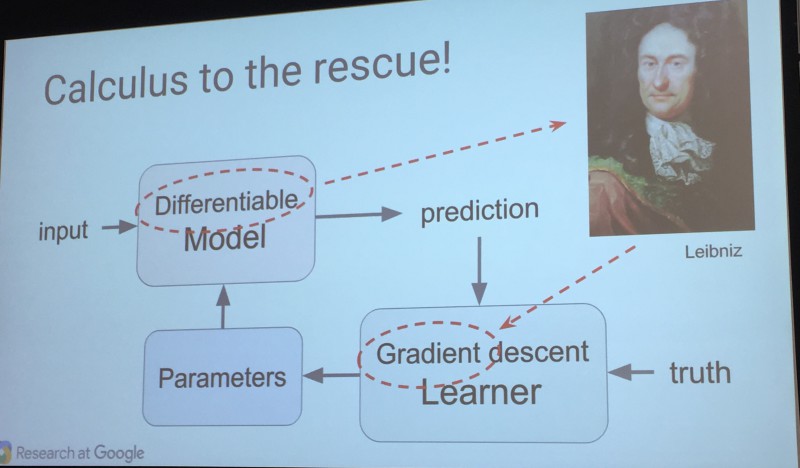 Calculus to the rescue!
Differentiable
Model
input
prediction
Leibniz
Gradient descent
Learner
truth
Parameters
Research at Google